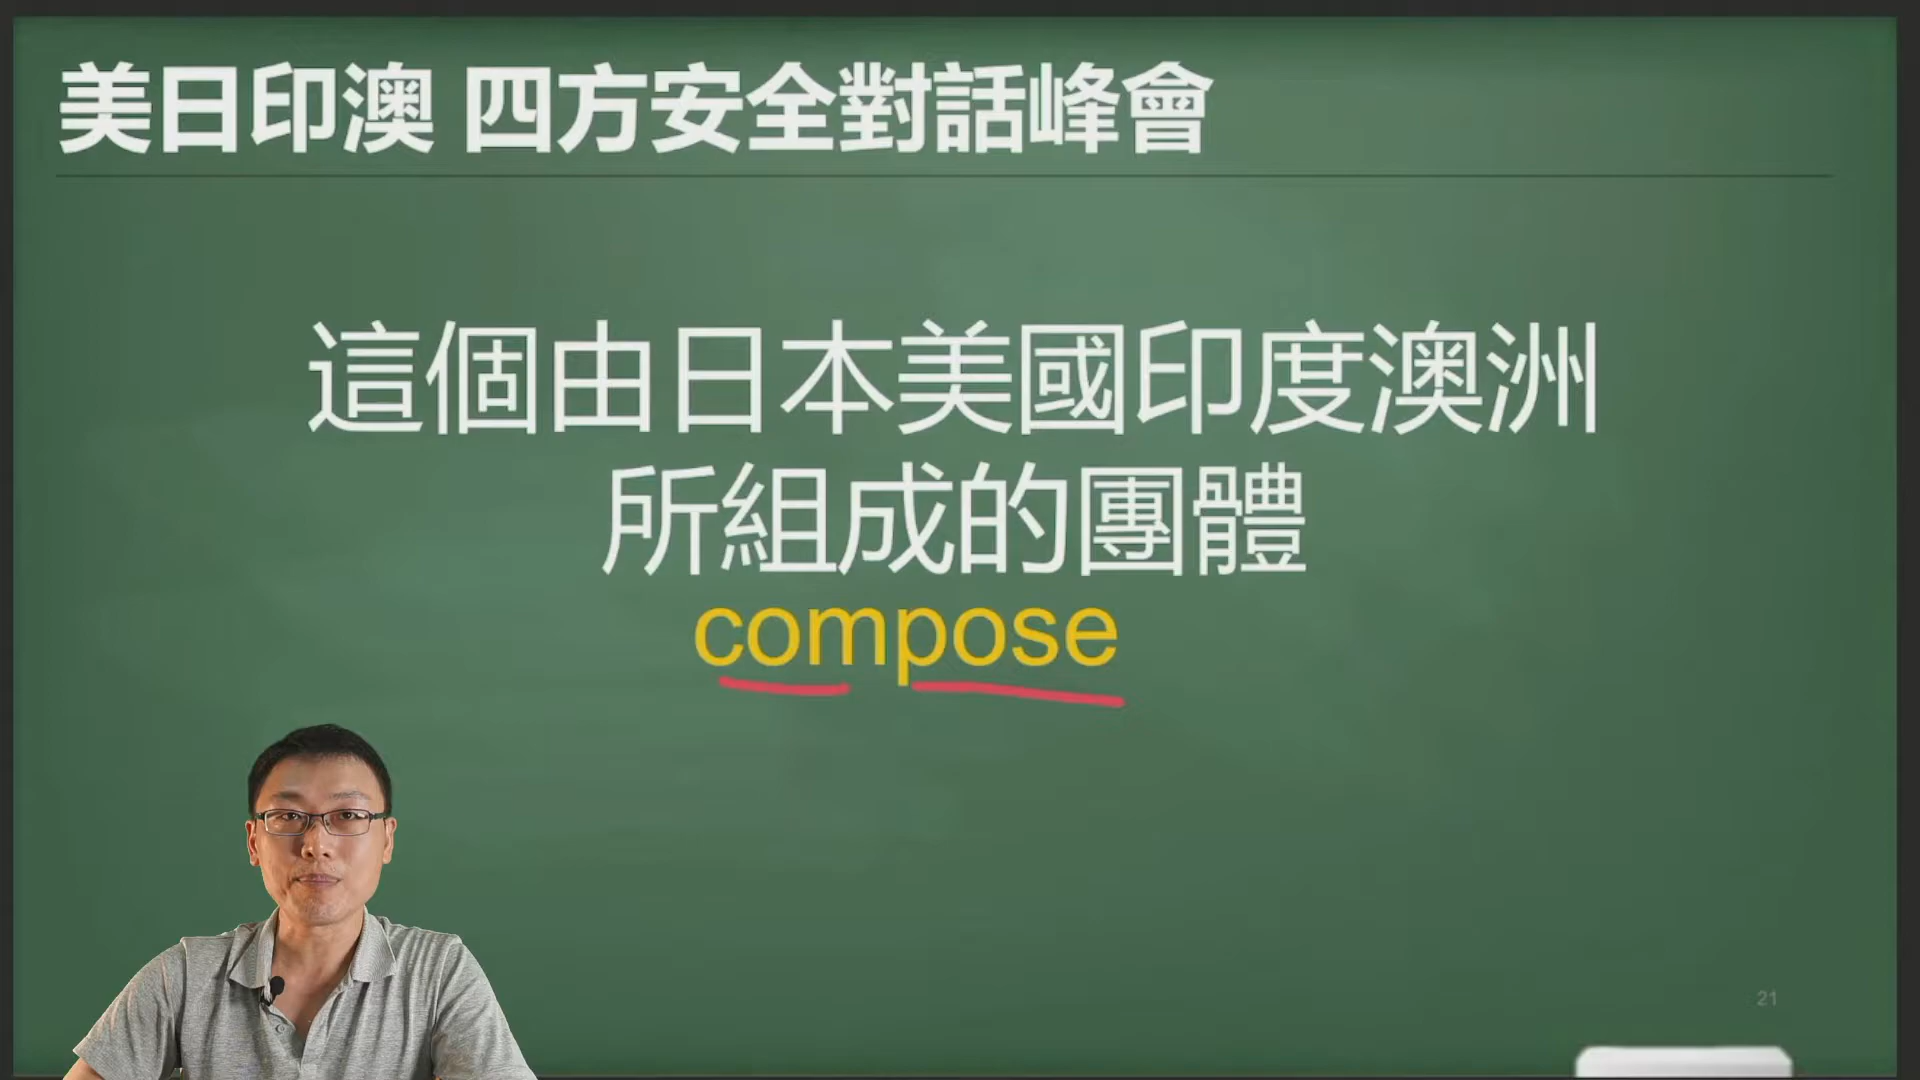 美日印澳 四方安全對話峰會
這個由日本美國印度澳洲
所組成的團體
compose
21